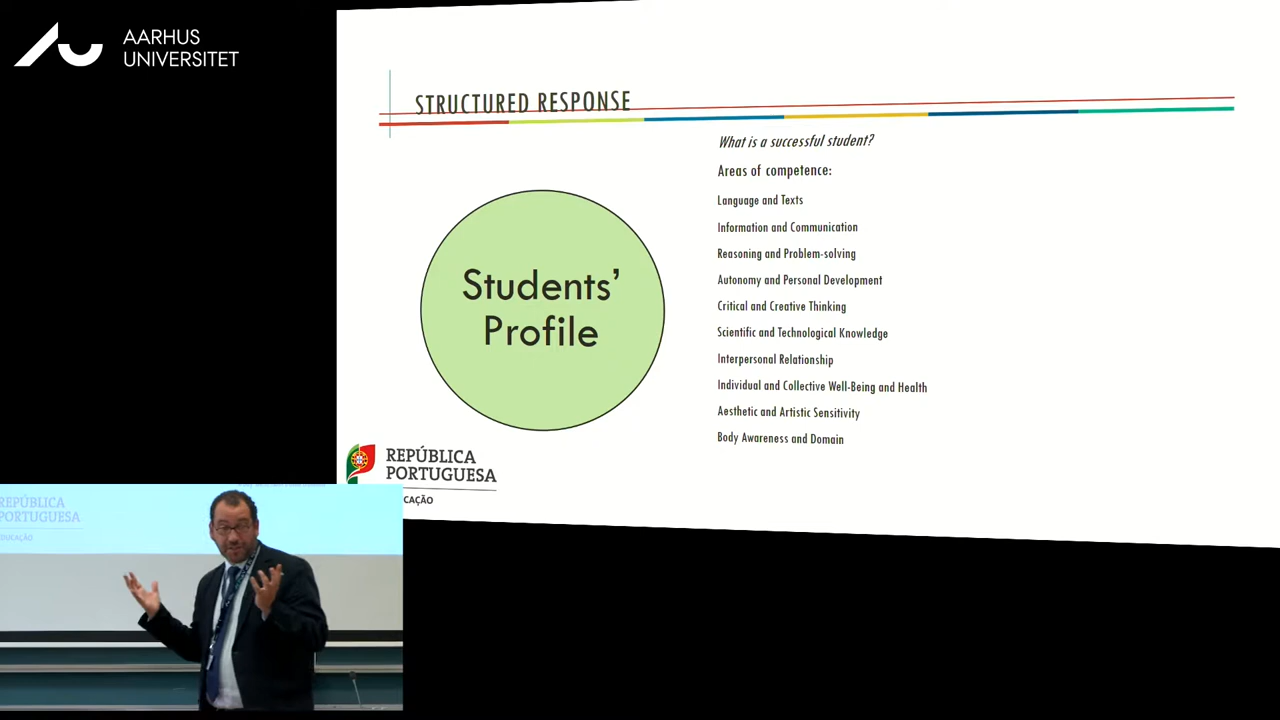 AARHUS
UNIVERSITET
STRUCTURED RESPONSE
What is a successful student?
Areas of competence:
Language and Texts
Information and Communication
Reasoning and Problem-solving
Autonomy and Personal Development
Critical and Creative Thinking
Scientific and Technological Knowledge
Interpersonal Relationship
Individual and Collective Well-Being and Health
Aesthetic and Artistic Sensitivity
Body Awareness and Domain
Students'
Profile
REPÚBLICA
PORTUGUESA
CAÇÃO
REPÚBLICA
PORTUGUESA
EDUCAÇÃO